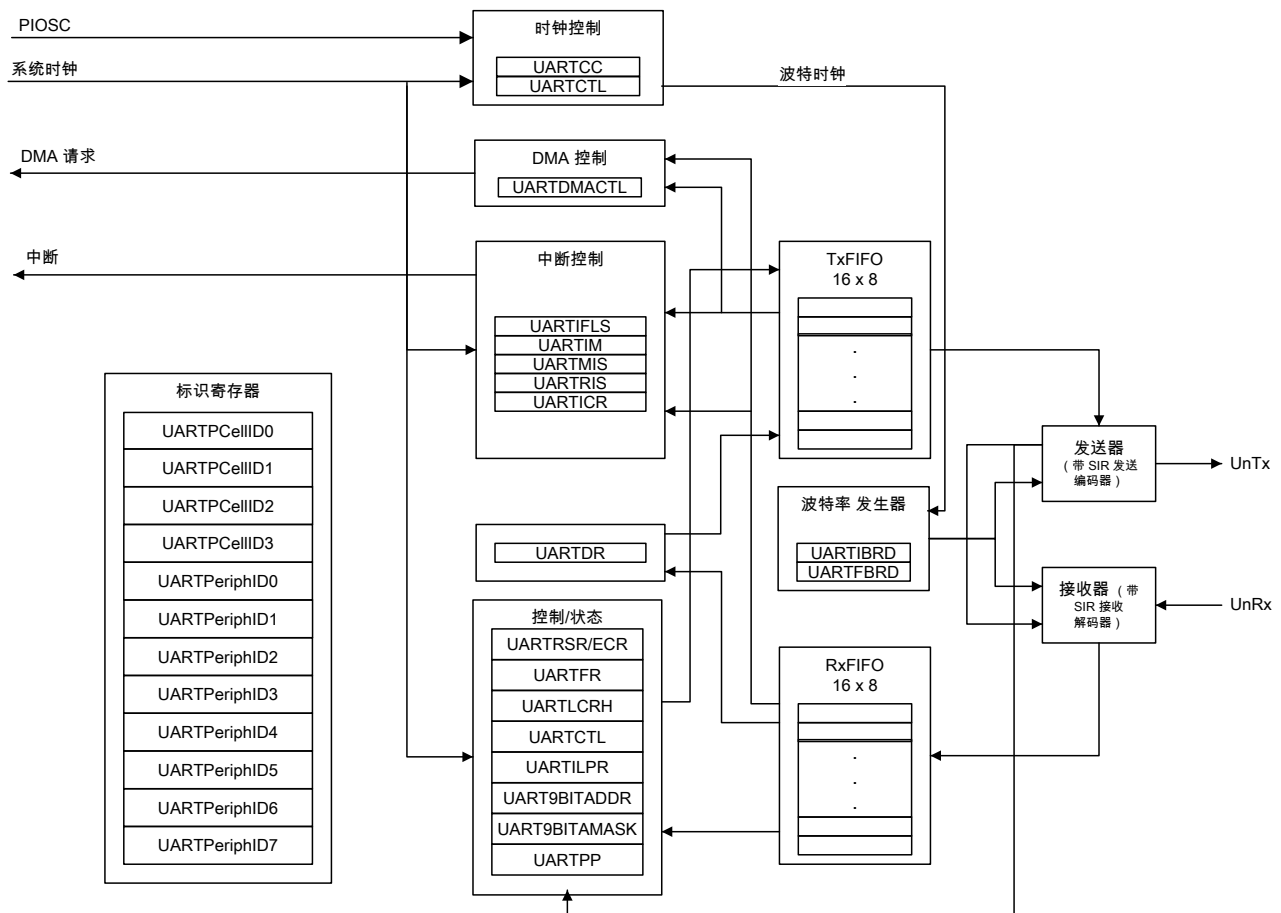 PIOSC
系统时钟
时钟控制
UARTCC
UARTCTL
波特时钟
DMA 请求
DMA 控制
UARTDMACTL
中断
中断控制
UARTIFLS
UARTIM
UARTMIS
UARTRIS
UARTICR
TxFIFO
16 x 8
.
.
.
标识寄存器
UARTPCellID0
UARTPCellID1
UARTPCellID2
UARTPCellID3
UARTPeriphID0
UARTPeriphID1
UARTPeriphID2
UARTPeriphID3
UARTPeriphID4
UARTPeriphID5
UARTPeriphID6
UARTPeriphID7
UARTDR
波特率 发生器
UARTIBRD
UARTFBRD
发送器
（带 SIR 发送
编码器）
UnTx
接收器（带
SIR 接收
解码器）
UnRx
控制/状态
UARTRSR/ECR
UARTFR
UARTLCRH
UARTCTL
UARTILPR
UART9BITADDR
UART9BITAMASK
UARTPP
RxFIFO
16 x 8
.
.
.